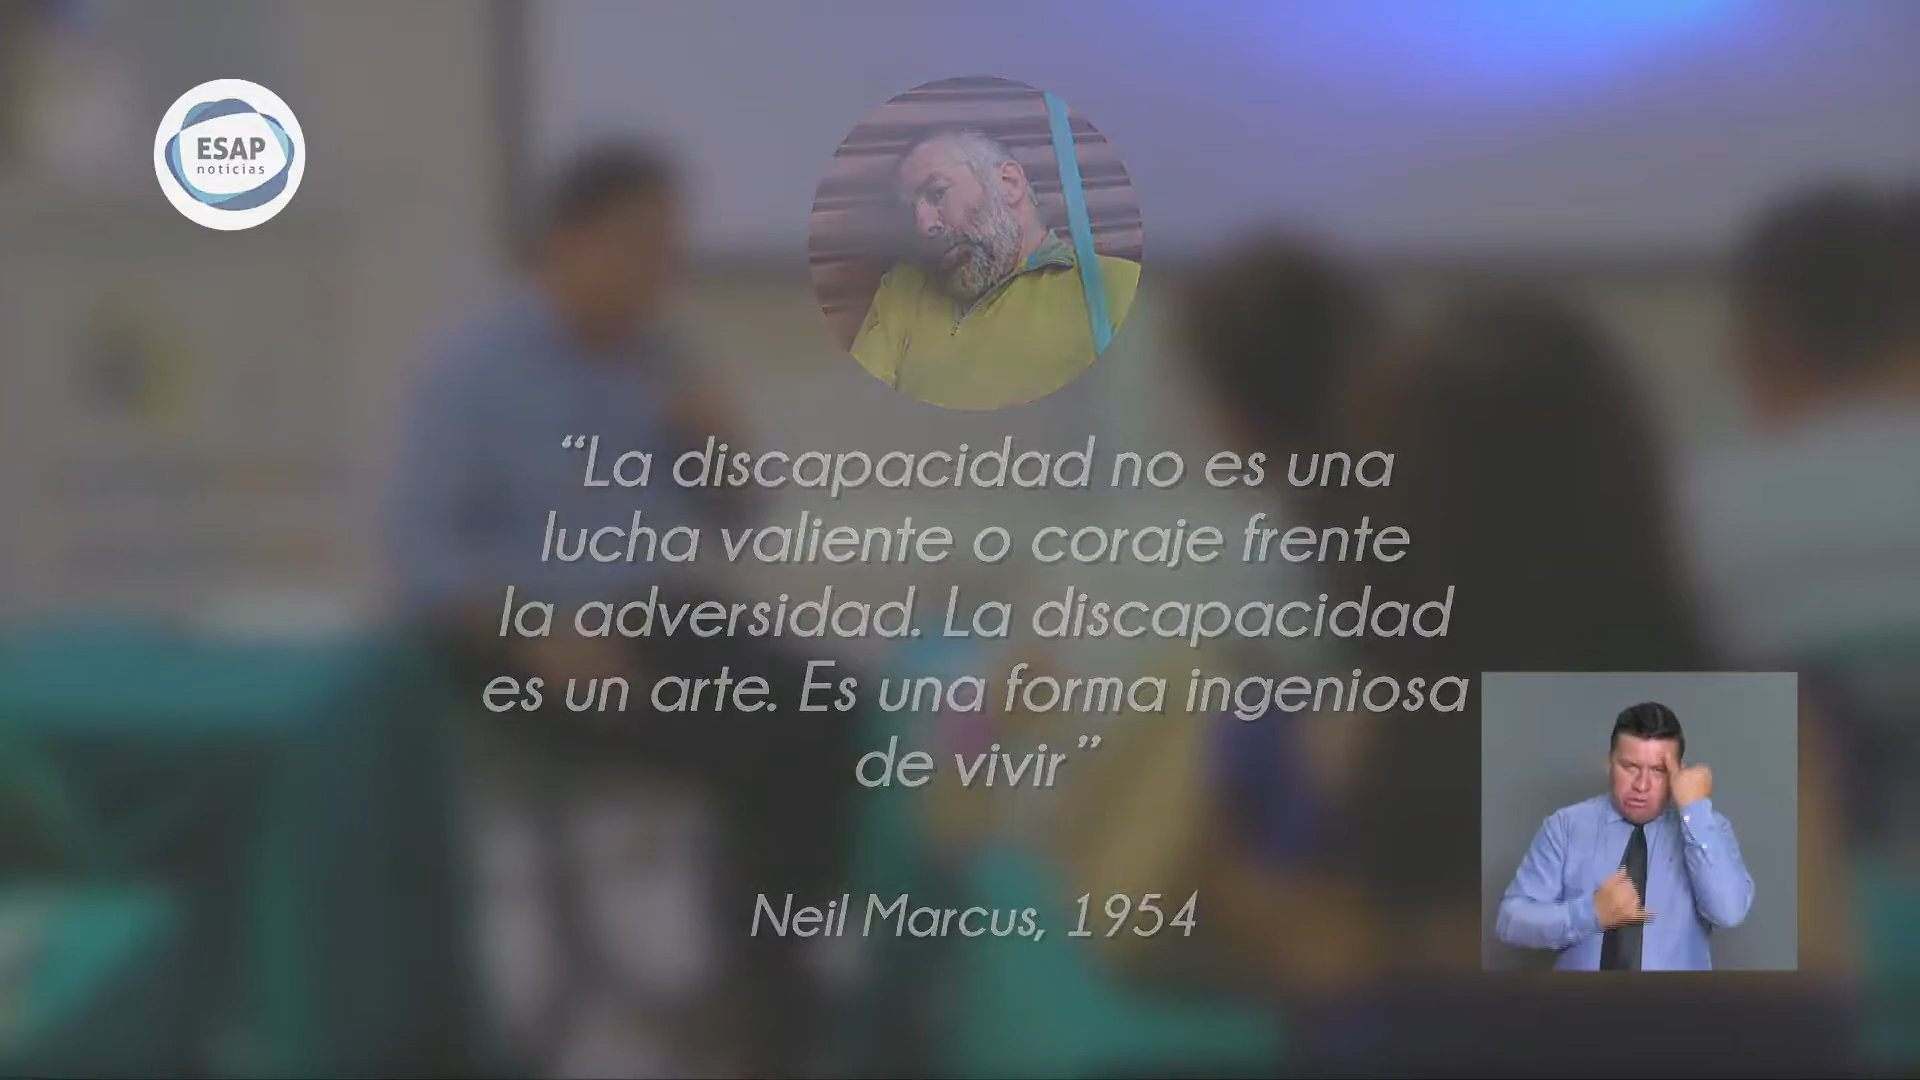 ESAP
noticias
“La discapacidad no es una
lucha valiente o coraje frente
la adversidad. La discapacidad
es un arte. Es una forma ingeniosa
de vivir”
Neil Marcus, 1954